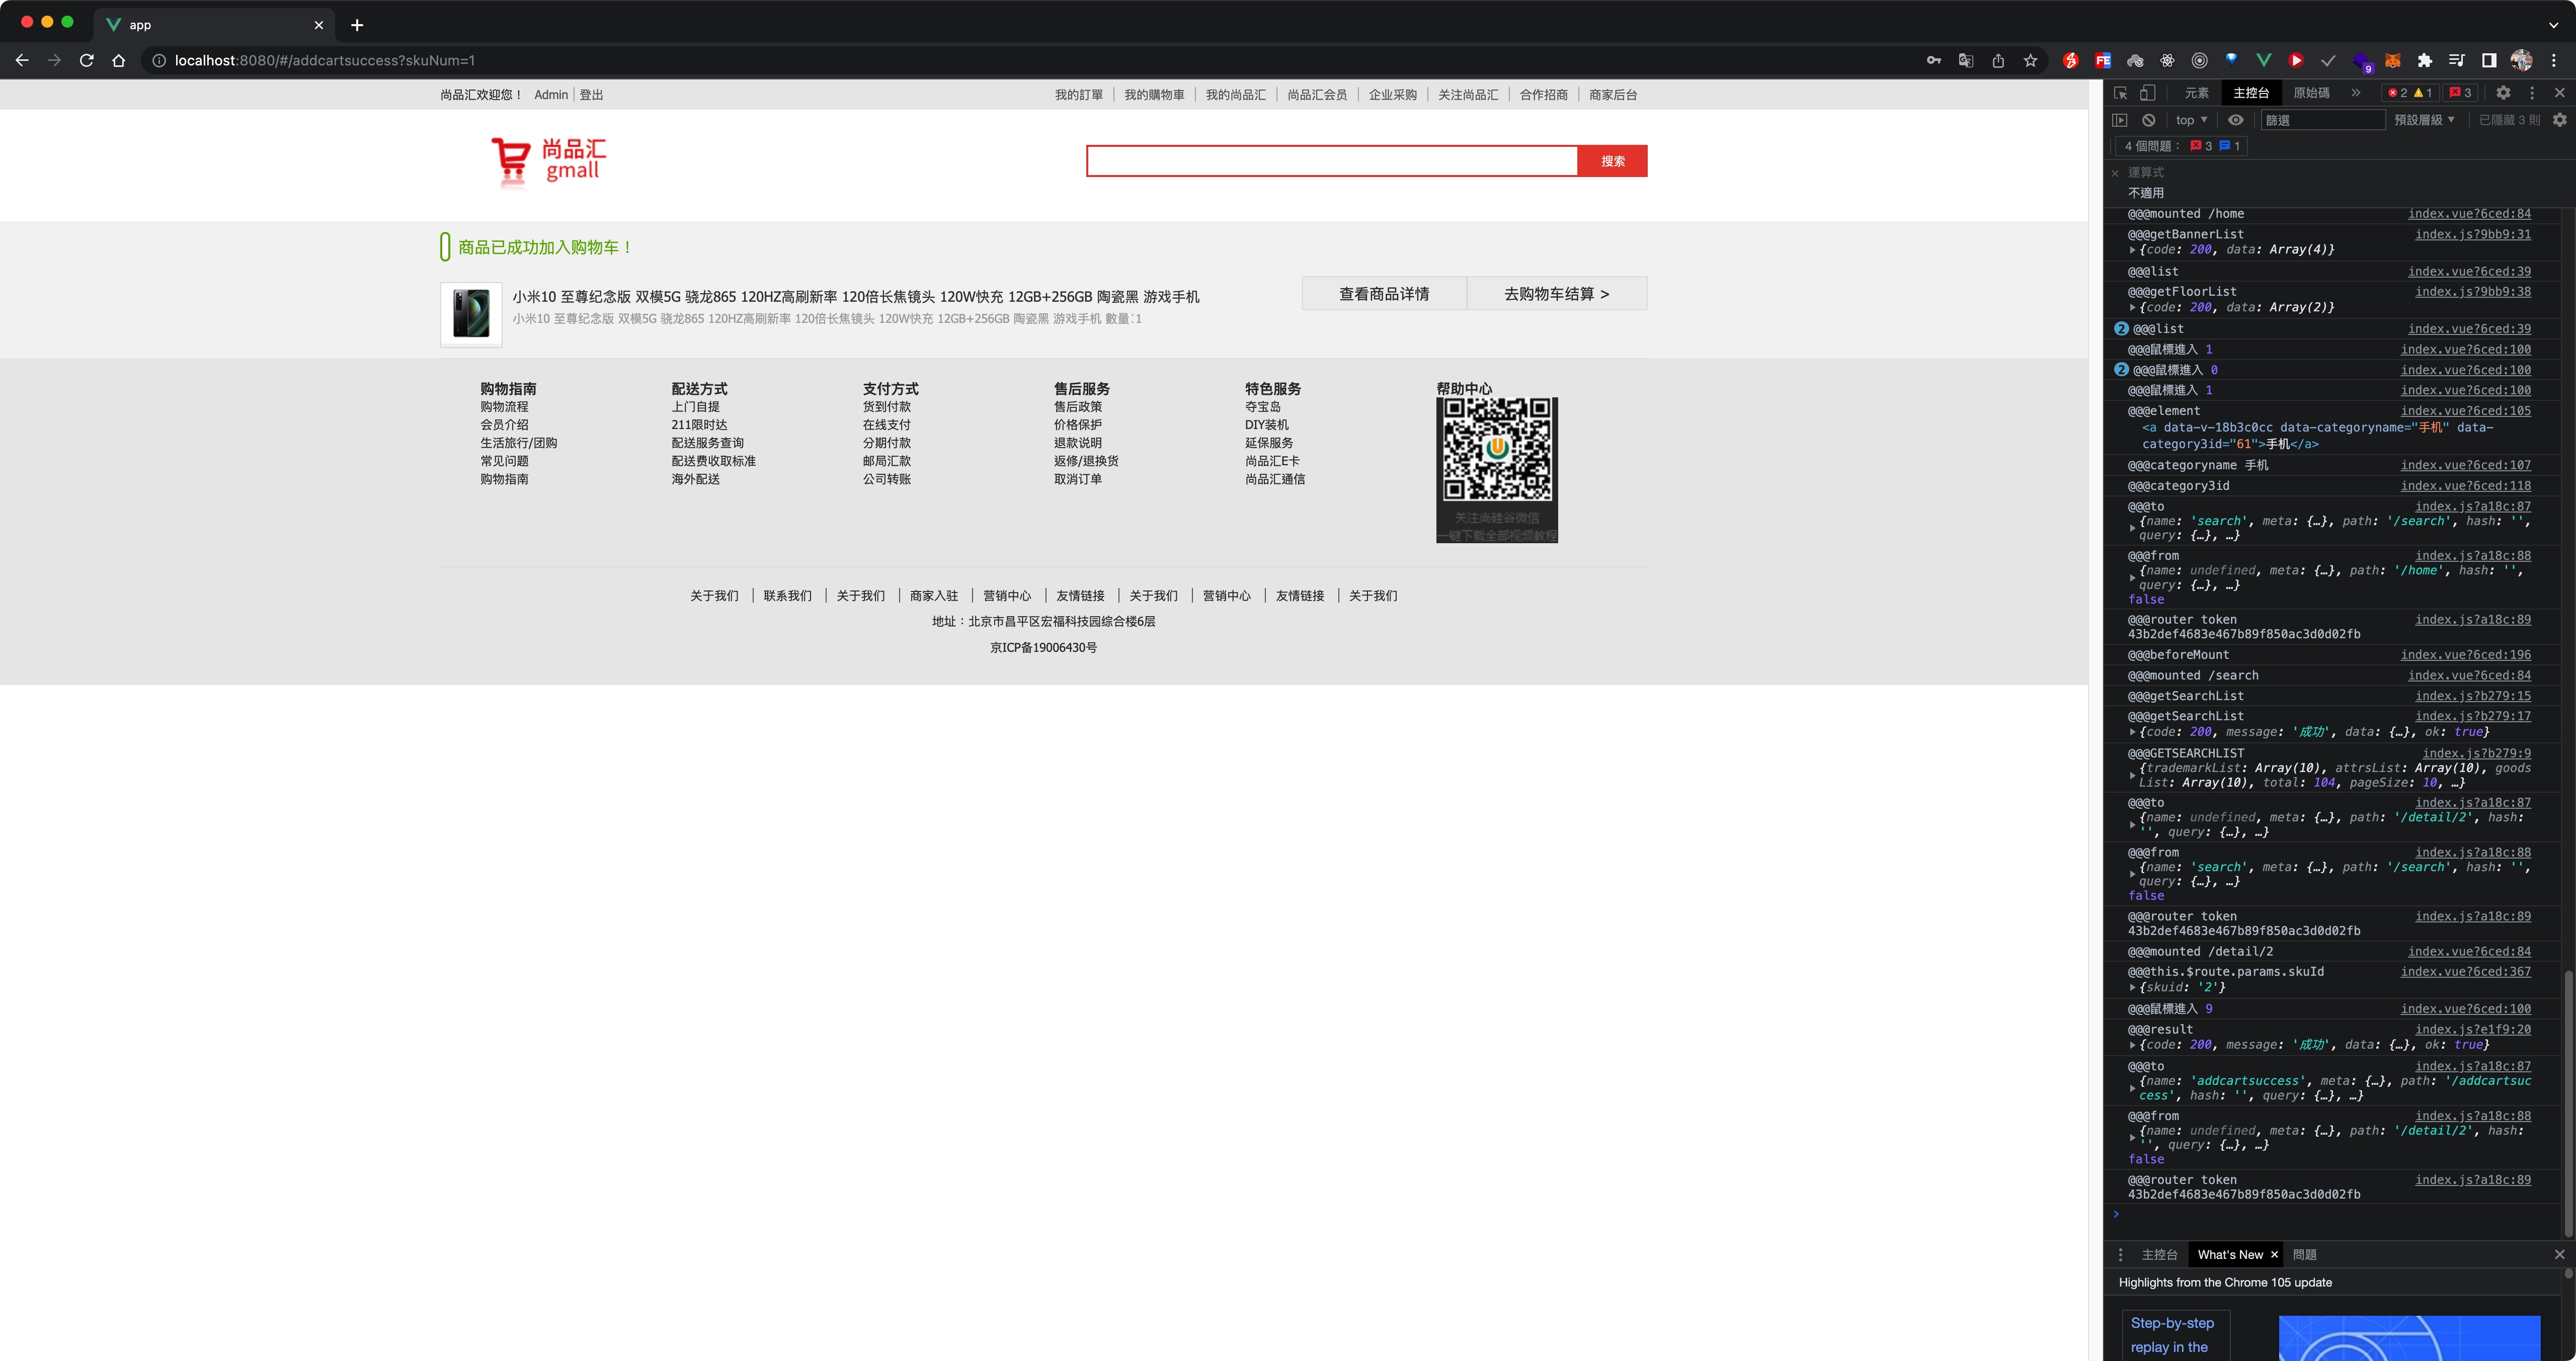 app
localhost:8080/#/addcartsuccess?skuNum=1
9
尚品汇欢迎您！ Admin 登出
我的訂單 我的購物車 我的尚品汇 尚品汇会员 企业采购 关注尚品汇 合作招商 商家后台
尚品汇
gmall
搜索
商品已成功加入购物车！
小米10 至尊纪念版 双模5G 骁龙865 120HZ高刷新率 120倍长焦镜头 120W快充 12GB+256GB 陶瓷黑 游戏手机
小米10 至尊纪念版 双模5G 骁龙865 120HZ高刷新率 120倍长焦镜头 120W快充 12GB+256GB 陶瓷黑 游戏手机 數量:1
查看商品详情 去购物车结算 >
购物指南
购物流程
会员介绍
生活旅行/团购
常见问题
购物指南
配送方式
上门自提
211限时达
配送服务查询
配送费收取标准
海外配送
支付方式
货到付款
在线支付
分期付款
邮局汇款
公司转账
售后服务
售后政策
价格保护
退款说明
返修/退换货
取消订单
特色服务
夺宝岛
DIY装机
延保服务
尚品汇E卡
尚品汇通信
帮助中心
关注尚硅谷微信
一键下载全部视频教程
关于我们 联系我们 关于我们 商家入驻 营销中心 友情链接 关于我们 营销中心 友情链接 关于我们
地址：北京市昌平区宏福科技园综合楼6层
京ICP备19006430号
元素 主控台 原始碼 » 2 1 3
top ▼ 篩選 預設層級 ▼ 已隱藏 3 則
4 個問題： 3 1
運算式
不適用
@@@mounted /home index.vue?6ced:84
@@@getBannerList index.js?9bb9:31
{code: 200, data: Array(4)}
@@@list index.vue?6ced:39
@@@getFloorList index.js?9bb9:38
{code: 200, data: Array(2)}
2 @@@list index.vue?6ced:39
@@@鼠標進入 1 index.vue?6ced:100
2 @@@鼠標進入 0 index.vue?6ced:100
@@@鼠標進入 1 index.vue?6ced:100
@@@element index.vue?6ced:105
<a data-v-18b3c0cc data-categoryname="手机" data-
category3id="61">手机</a>
@@@categoryname 手机 index.vue?6ced:107
@@@category3id index.vue?6ced:118
@@@to index.js?a18c:87
{name: 'search', meta: {…}, path: '/search', hash: '',
query: {…}, …}
@@@from index.js?a18c:88
{name: undefined, meta: {…}, path: '/home', hash: '',
query: {…}, …}
false
@@@router token index.js?a18c:89
43b2def4683e467b89f850ac3d0d02fb
@@@beforeMount index.vue?6ced:196
@@@mounted /search index.vue?6ced:84
@@@getSearchList index.js?b279:15
@@@getSearchList index.js?b279:17
{code: 200, message: '成功', data: {…}, ok: true}
@@@GETSEARCHLIST index.js?b279:9
{trademarkList: Array(10), attrsList: Array(10), goods
List: Array(10), total: 104, pageSize: 10, …}
@@@to index.js?a18c:87
{name: undefined, meta: {…}, path: '/detail/2', hash:
'', query: {…}, …}
@@@from index.js?a18c:88
{name: 'search', meta: {…}, path: '/search', hash: '',
query: {…}, …}
false
@@@router token index.js?a18c:89
43b2def4683e467b89f850ac3d0d02fb
@@@mounted /detail/2 index.vue?6ced:84
@@@this.$route.params.skuId index.vue?6ced:367
{skuid: '2'}
@@@鼠標進入 9 index.vue?6ced:100
@@@result index.js?e1f9:20
{code: 200, message: '成功', data: {…}, ok: true}
@@@to index.js?a18c:87
{name: 'addcartsuccess', meta: {…}, path: '/addcartsuc
cess', hash: '', query: {…}, …}
@@@from index.js?a18c:88
{name: undefined, meta: {…}, path: '/detail/2', hash:
'', query: {…}, …}
false
@@@router token index.js?a18c:89
43b2def4683e467b89f850ac3d0d02fb
主控台 What's New 問題
Highlights from the Chrome 105 update
Step-by-step
replay in the